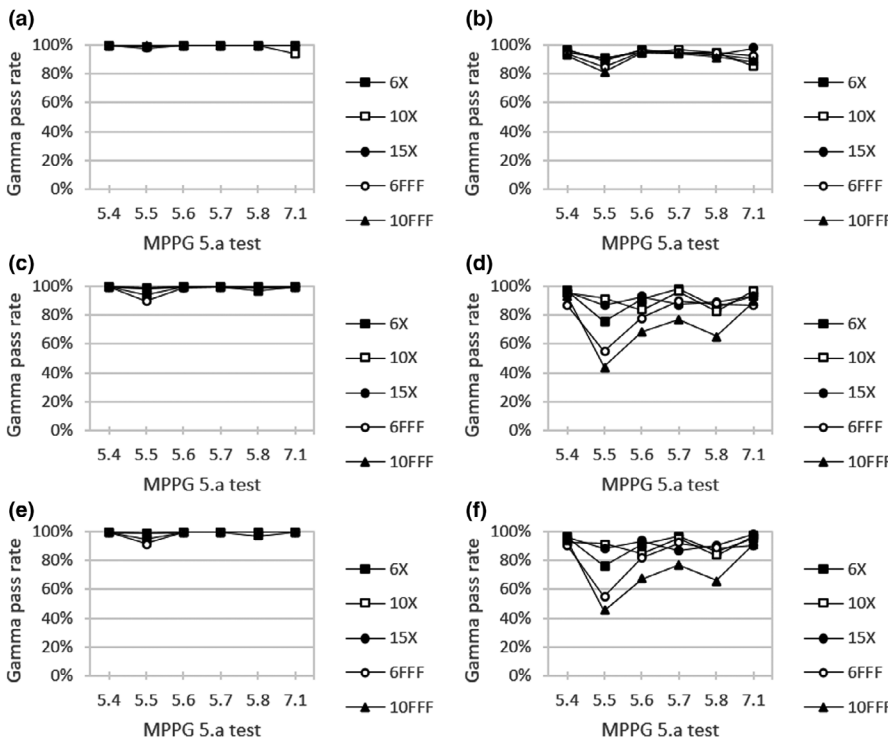 (a)
Gamma pass rate
100%
80%
60%
40%
20%
0%
5.4 5.5 5.6 5.7 5.8 7.1
MPPG 5.a test
6X
10X
15X
6FFF
10FFF
(b)
Gamma pass rate
100%
80%
60%
40%
20%
0%
5.4 5.5 5.6 5.7 5.8 7.1
MPPG 5.a test
6X
10X
15X
6FFF
10FFF
(c)
Gamma pass rate
100%
80%
60%
40%
20%
0%
5.4 5.5 5.6 5.7 5.8 7.1
MPPG 5.a test
6X
10X
15X
6FFF
10FFF
(d)
Gamma pass rate
100%
80%
60%
40%
20%
0%
5.4 5.5 5.6 5.7 5.8 7.1
MPPG 5.a test
6X
10X
15X
6FFF
10FFF
(e)
Gamma pass rate
100%
80%
60%
40%
20%
0%
5.4 5.5 5.6 5.7 5.8 7.1
MPPG 5.a test
6X
10X
15X
6FFF
10FFF
(f)
Gamma pass rate
100%
80%
60%
40%
20%
0%
5.4 5.5 5.6 5.7 5.8 7.1
MPPG 5.a test
6X
10X
15X
6FFF
10FFF